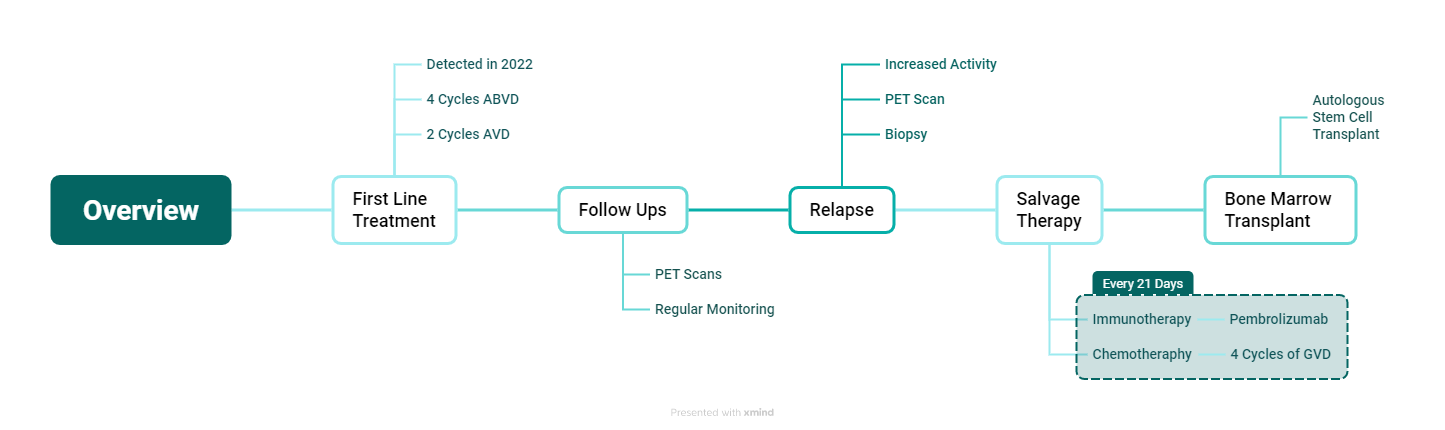 Overview
First Line
Treatment
Detected in 2022
4 Cycles ABVD
2 Cycles AVD
Follow Ups
PET Scans
Regular Monitoring
Relapse
Increased Activity
PET Scan
Biopsy
Salvage
Therapy
Every 21 Days
Immunotherapy
Pembrolizumab
Chemotheraphy
4 Cycles of GVD
Bone Marrow
Transplant
Autologous
Stem Cell
Transplant
Presented with xmind